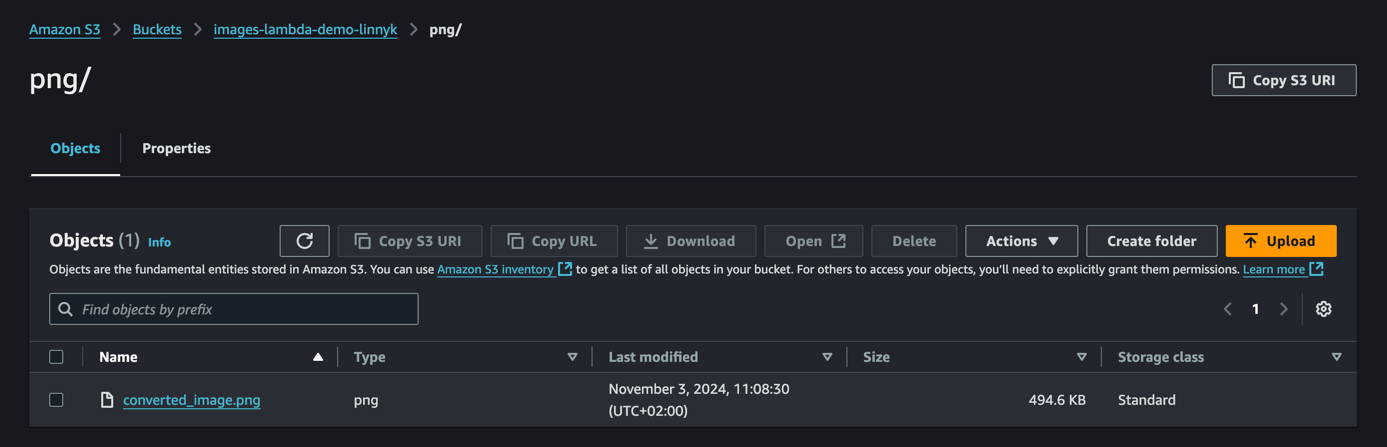 Amazon S3 > Buckets > images-lambda-demo-linnyk > png/
png/
Copy S3 URI
Objects Properties
Objects (1) Info Copy S3 URI Copy URL Download Open Delete Actions Create folder Upload
Objects are the fundamental entities stored in Amazon S3. You can use Amazon S3 inventory to get a list of all objects in your bucket. For others to access your objects, you'll need to explicitly grant them permissions. Learn more
Find objects by prefix
1
Name Type Last modified Size Storage class
converted_image.png png November 3, 2024, 11:08:30 494.6 KB Standard
(UTC+02:00)